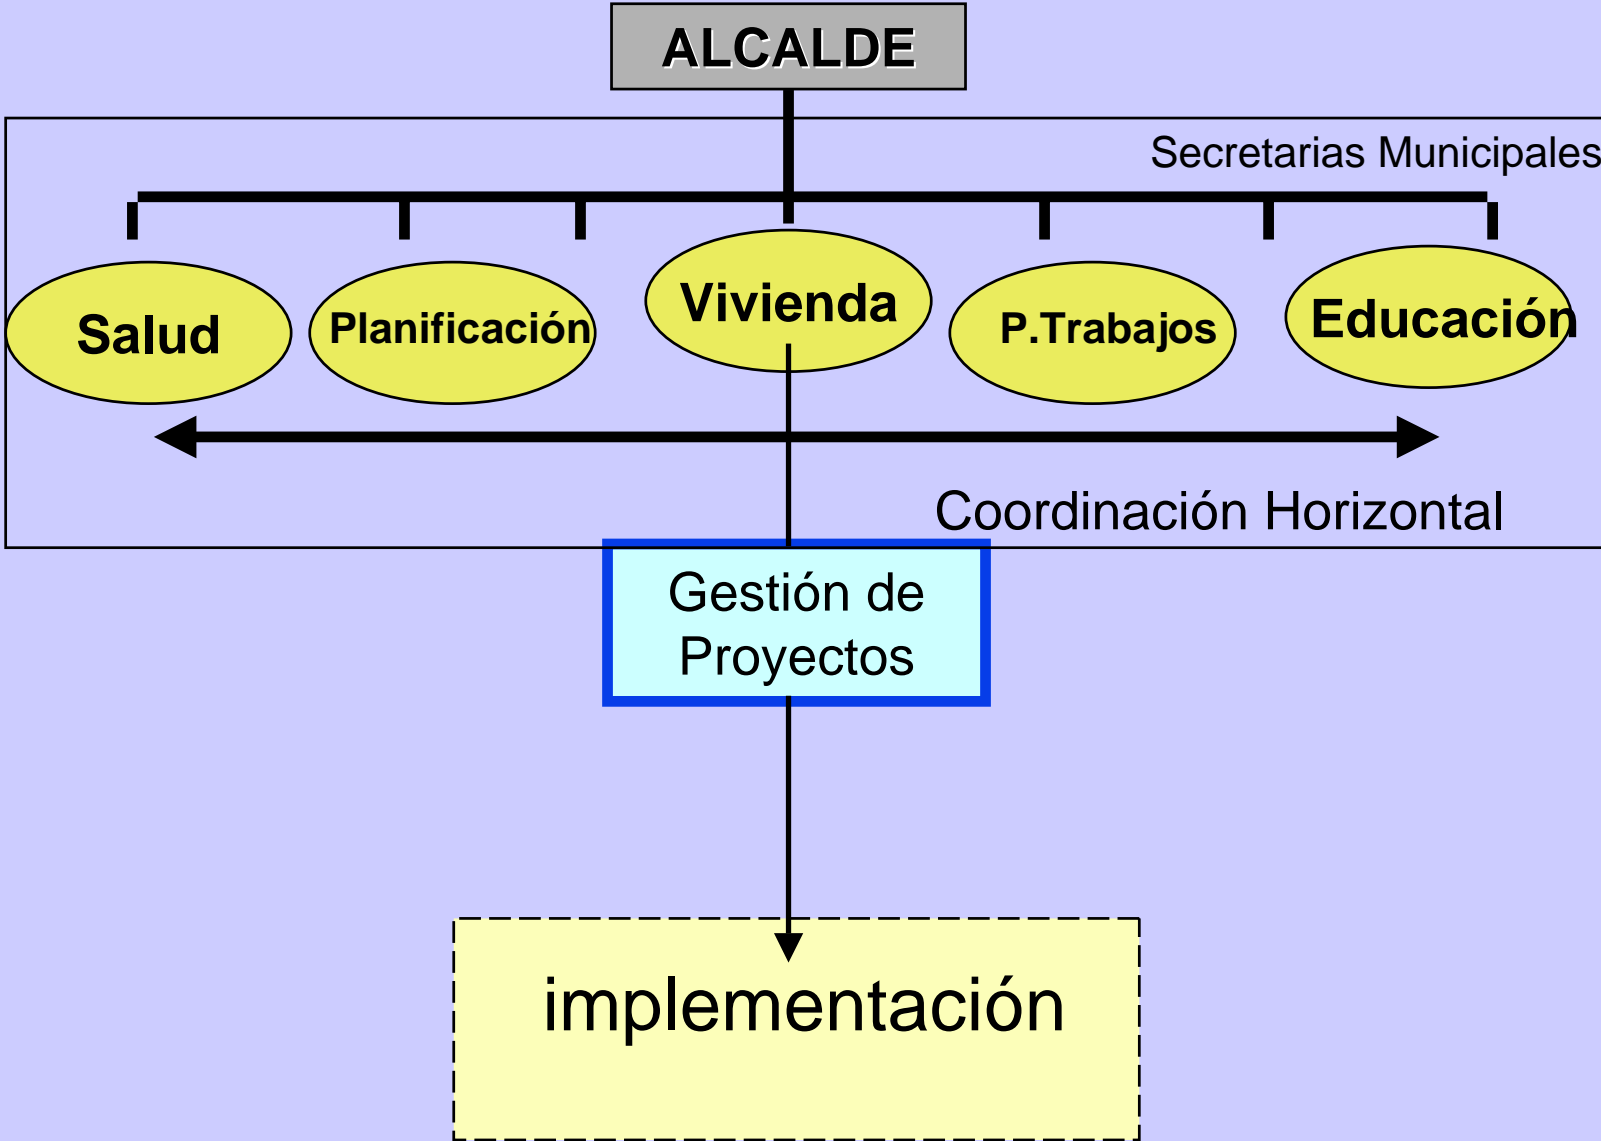 ALCALDE
Secretarias Municipales
Salud
Planificación
Vivienda
P.Trabajos
Educación
Coordinación Horizontal
Gestión de
Proyectos
implementación